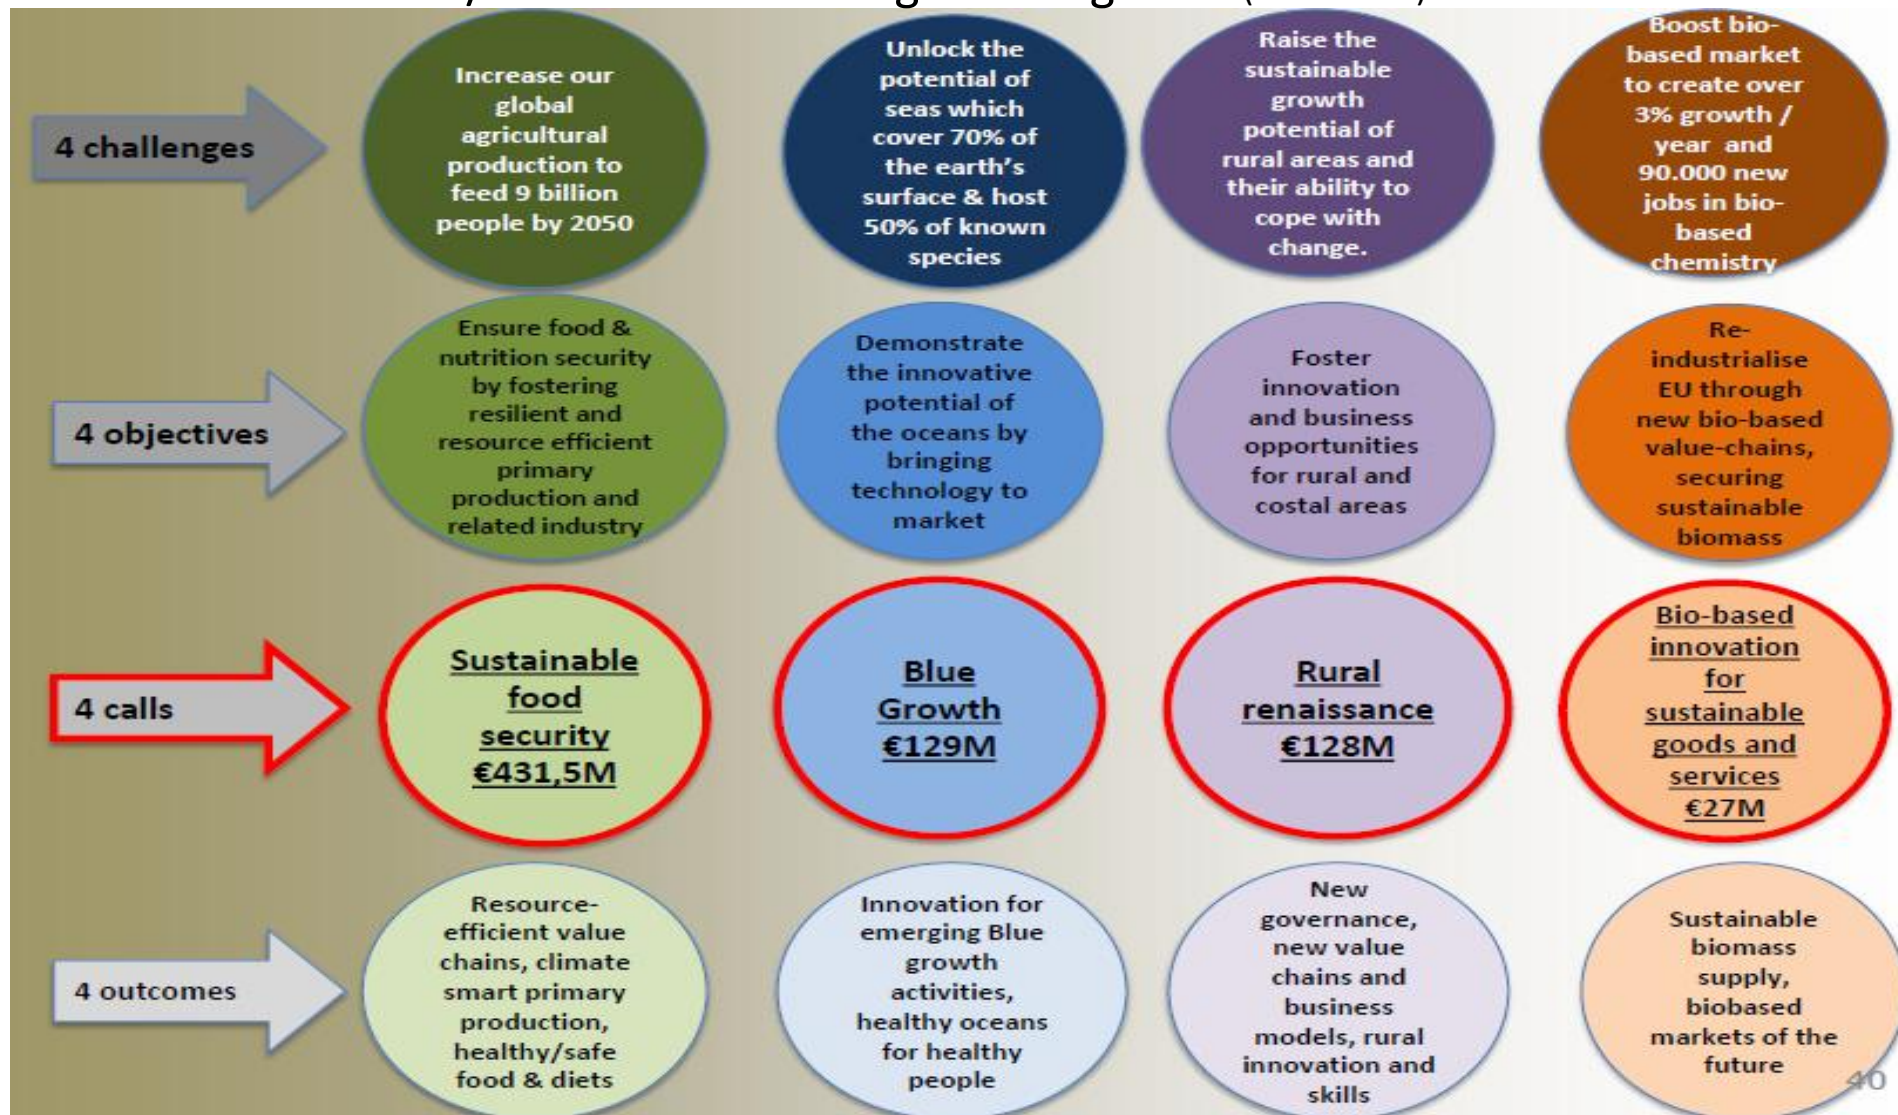 4 challenges
Increase our
global
agricultural
production to
feed 9 billion
people by 2050
Unlock the
potential of
seas which
cover 70% of
the earth's
surface & host
50% of known
species
Raise the
sustainable
growth
potential of
rural areas and
their ability to
cope with
change.
Boost bio-
based market
to create over
3% growth /
year and
90.000 new
jobs in bio-
based
chemistry
4 objectives
Ensure food &
nutrition security
by fostering
resilient and
resource efficient
primary
production and
related industry
Demonstrate
the innovative
potential of
the oceans by
bringing
technology to
market
Foster
innovation
and business
opportunities
for rural and
costal areas
Re-
industrialise
EU through
new bio-based
value-chains,
securing
sustainable
biomass
4 calls
Sustainable
food
security
€431,5M
Blue
Growth
€129M
Rural
renaissance
€128M
Bio-based
innovation
for
sustainable
goods and
services
€27M
4 outcomes
Resource-
efficient value
chains, climate
smart primary
production,
healthy/safe
food & diets
Innovation for
emerging Blue
growth
activities,
healthy oceans
for healthy
people
New
governance,
new value
chains and
business
models, rural
innovation and
skills
Sustainable
biomass
supply,
biobased
markets of the
future
40